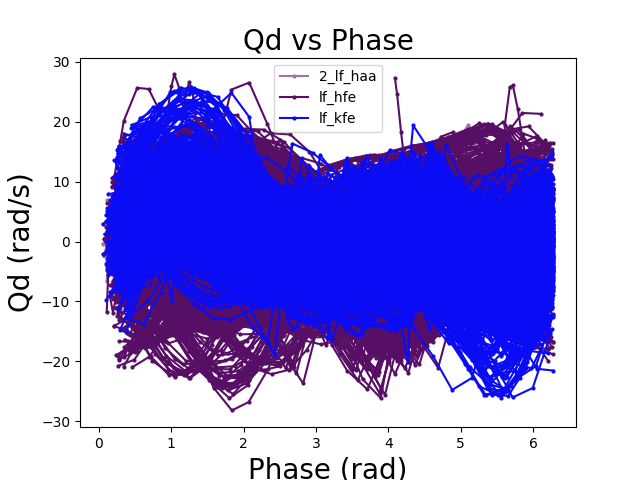 Qd vs Phase
2_lf_haa
lf_hfe
lf_kfe
Qd (rad/s)
30
20
10
0
−10
−20
−30
0 1 2 3 4 5 6
Phase (rad)